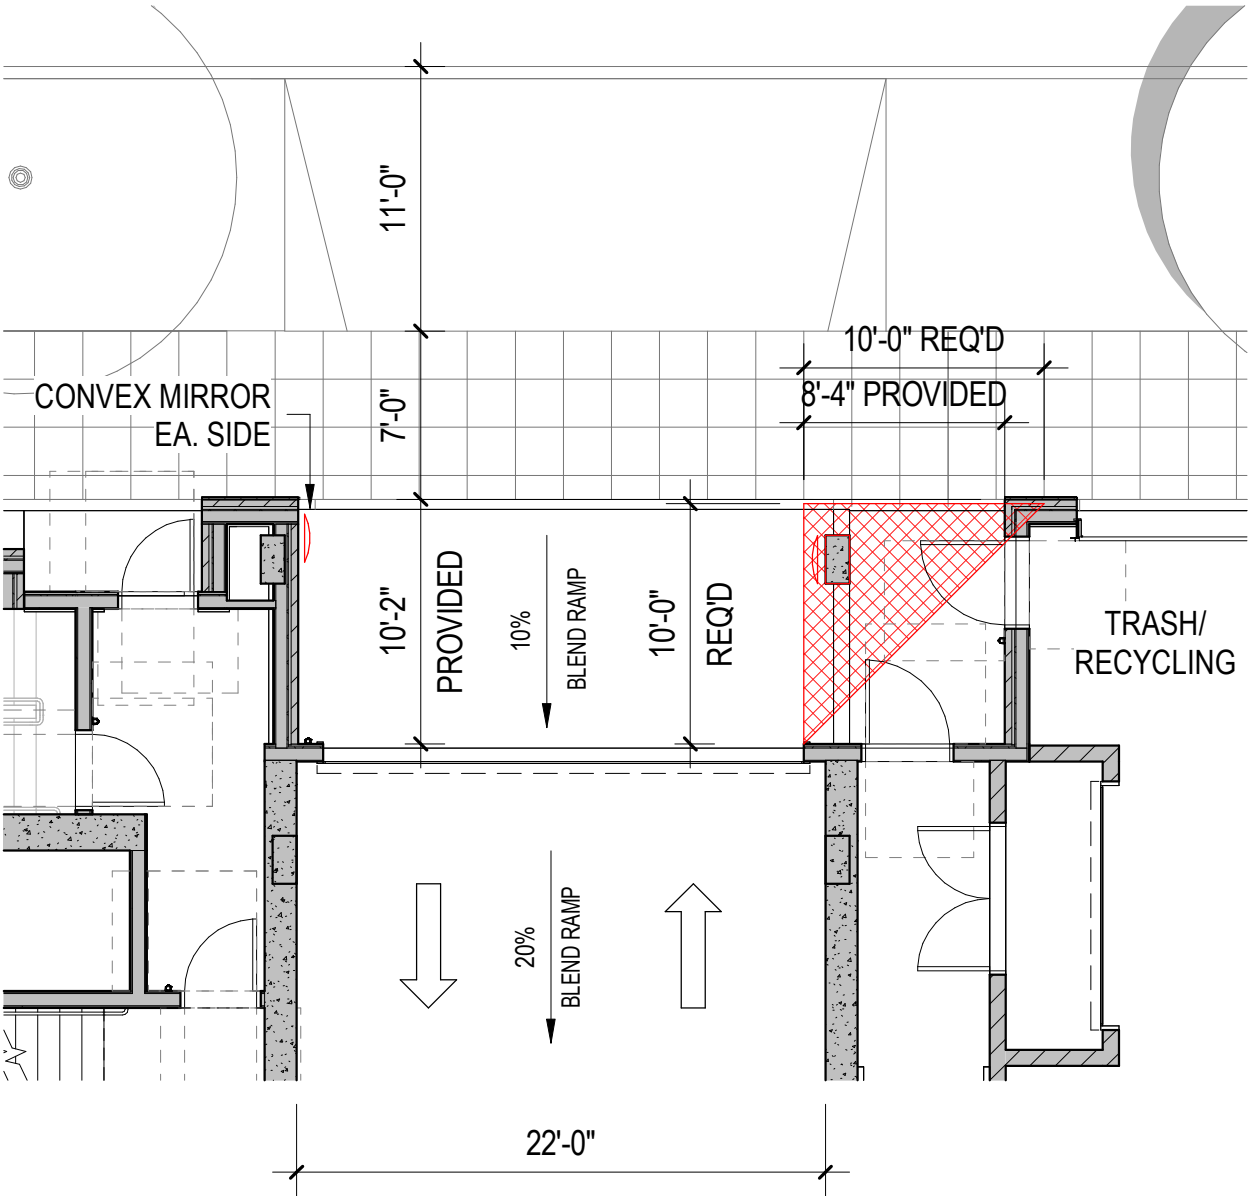 11'-0"
10'-0" REQ'D
8'-4" PROVIDED
CONVEX MIRROR
EA. SIDE
7'-0"
10'-2"
PROVIDED
10%
BLEND RAMP
10'-0"
REQ'D
TRASH/
RECYCLING
20%
BLEND RAMP
22'-0"